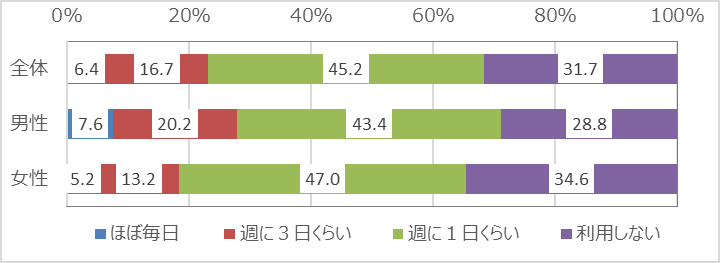 0% 20% 40% 60% 80% 100%
全体 6.4 16.7 45.2 31.7
男性 7.6 20.2 43.4 28.8
女性 5.2 13.2 47.0 34.6
ほぼ毎日 週に３日くらい 週に１日くらい 利用しない